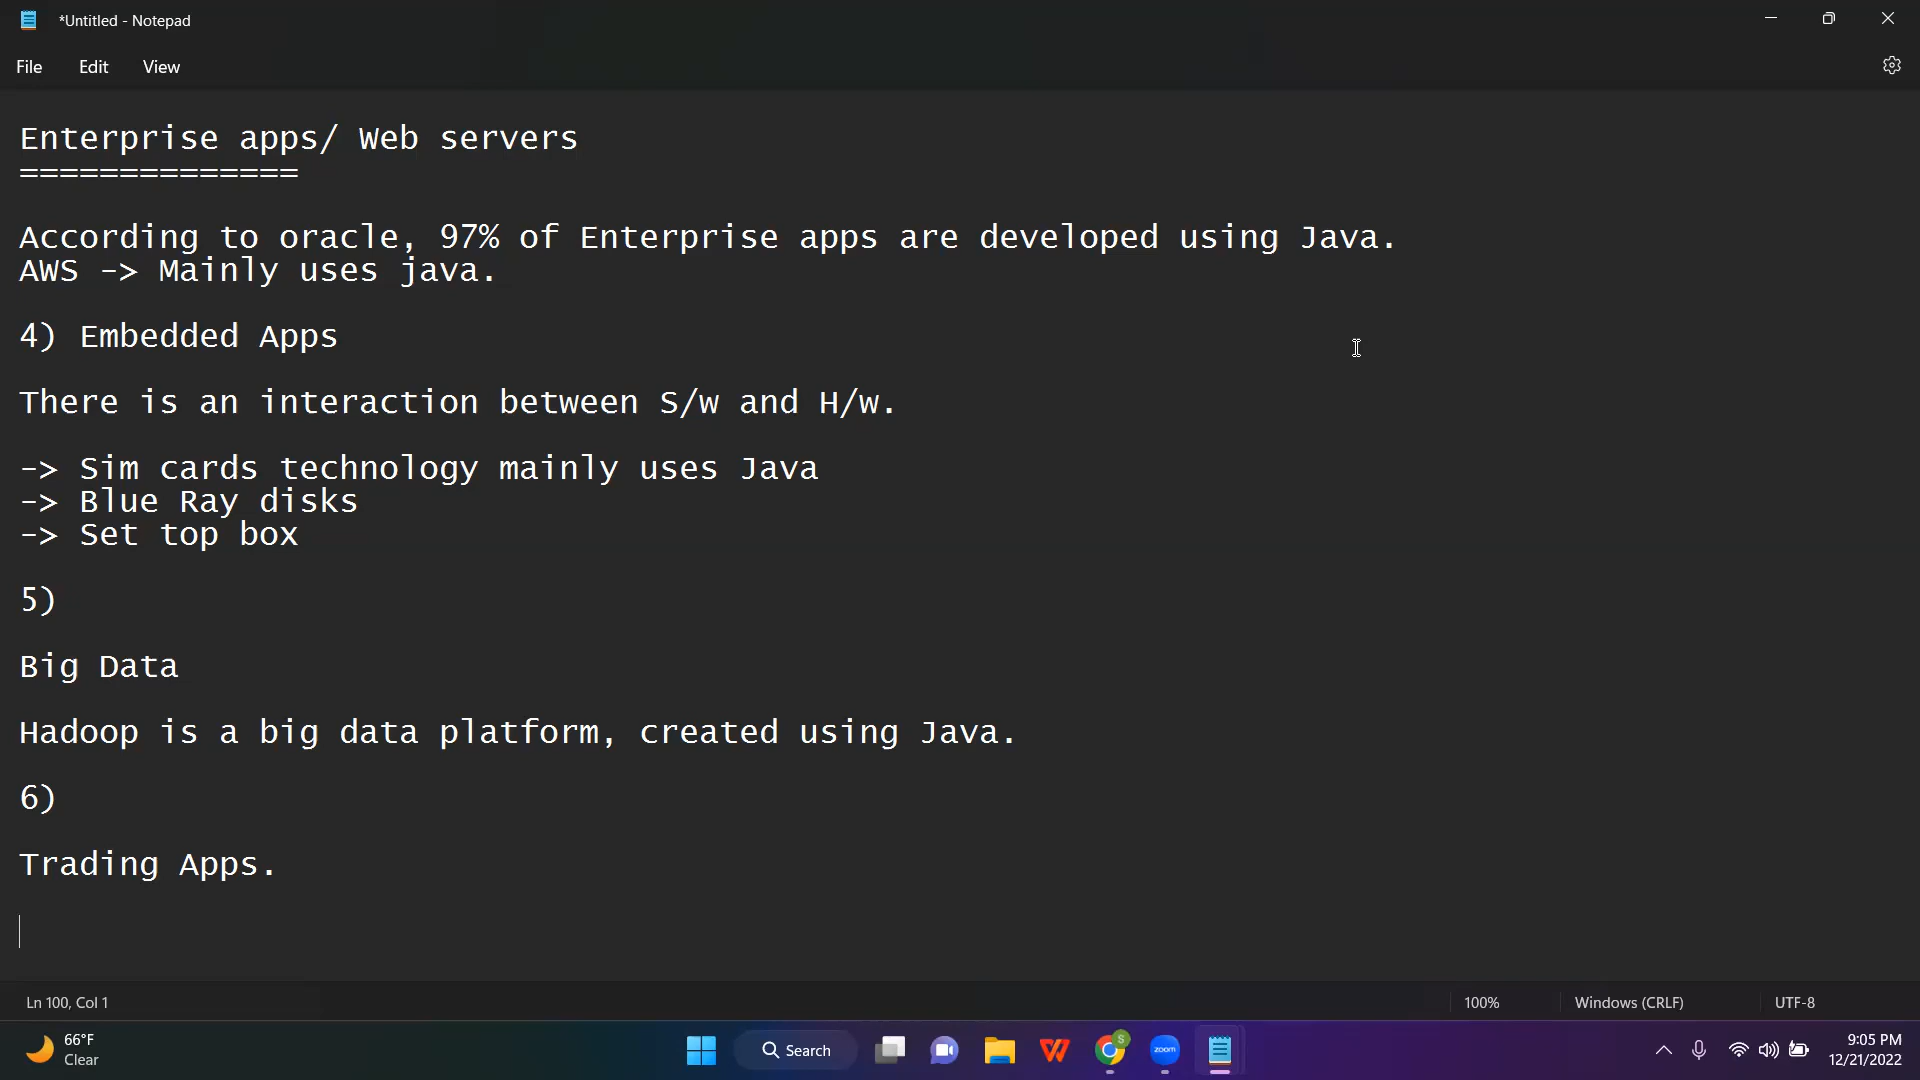 *Untitled - Notepad
File Edit View
Enterprise apps/ Web servers
==============
According to oracle, 97% of Enterprise apps are developed using Java.
AWS -> Mainly uses java.
4) Embedded Apps
There is an interaction between S/w and H/w.
-> Sim cards technology mainly uses Java
-> Blue Ray disks
-> Set top box
5)
Big Data
Hadoop is a big data platform, created using Java.
6)
Trading Apps.
Ln 100, Col 1 100% Windows (CRLF) UTF-8
66°F
Clear
Search
S
zoom
9:05 PM
12/21/2022